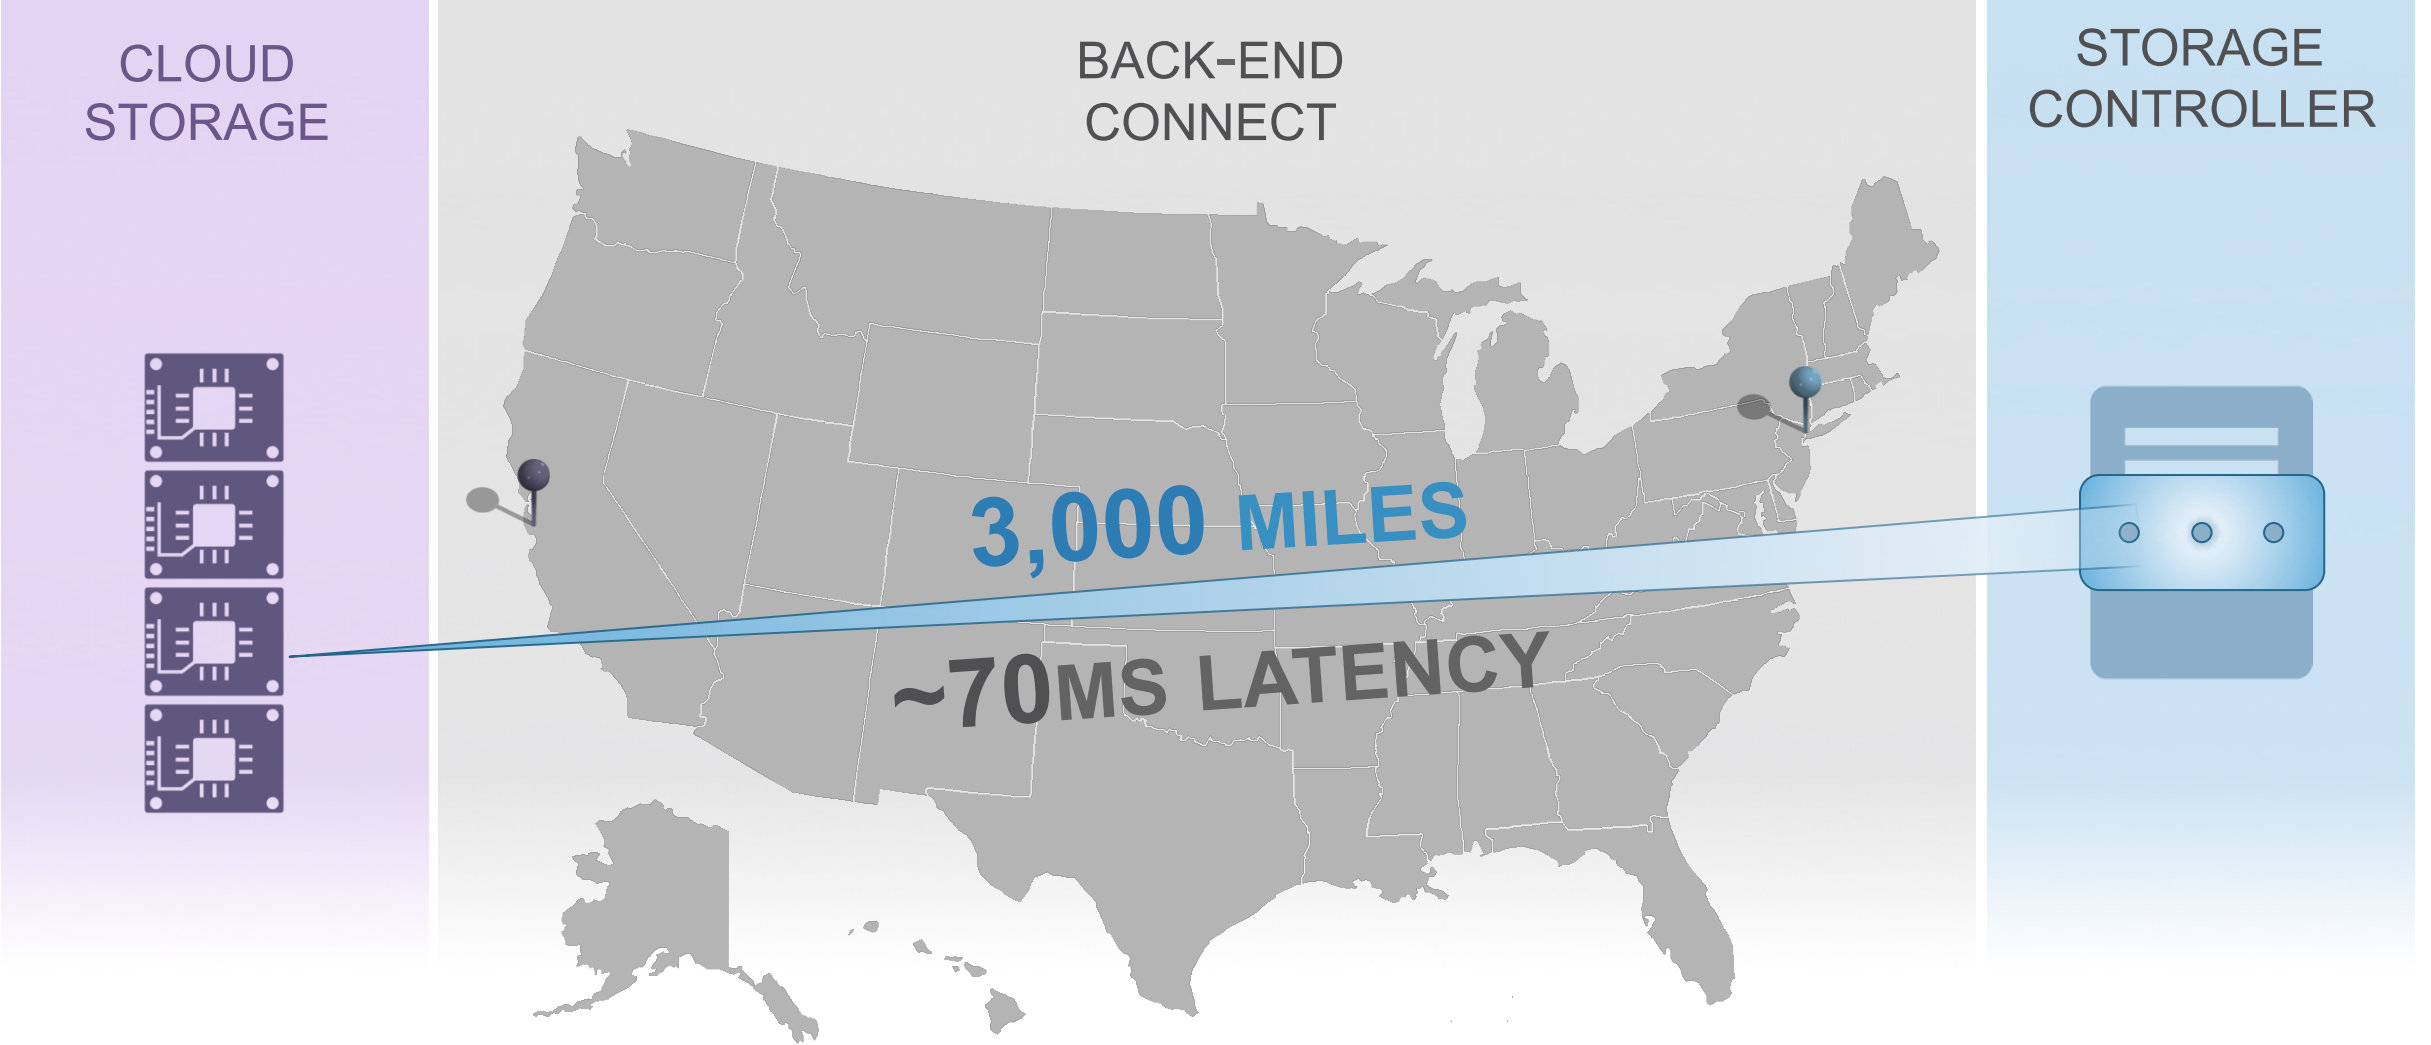 CLOUD
STORAGE
BACK-END
CONNECT
STORAGE
CONTROLLER
3,000 MILES
~70MS LATENCY